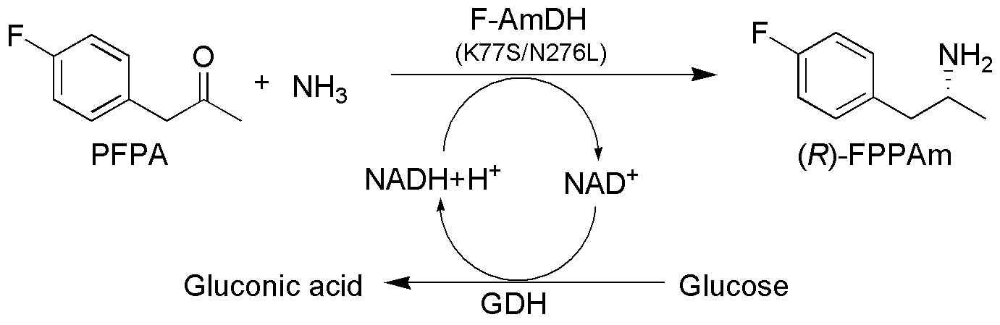 F-AmDH
(K77S/N276L)
F
O
+ NH₃
PFPA
F
NH₂
(R)-FPPAm
NADH+H⁺
NAD⁺
Gluconic acid
GDH
Glucose